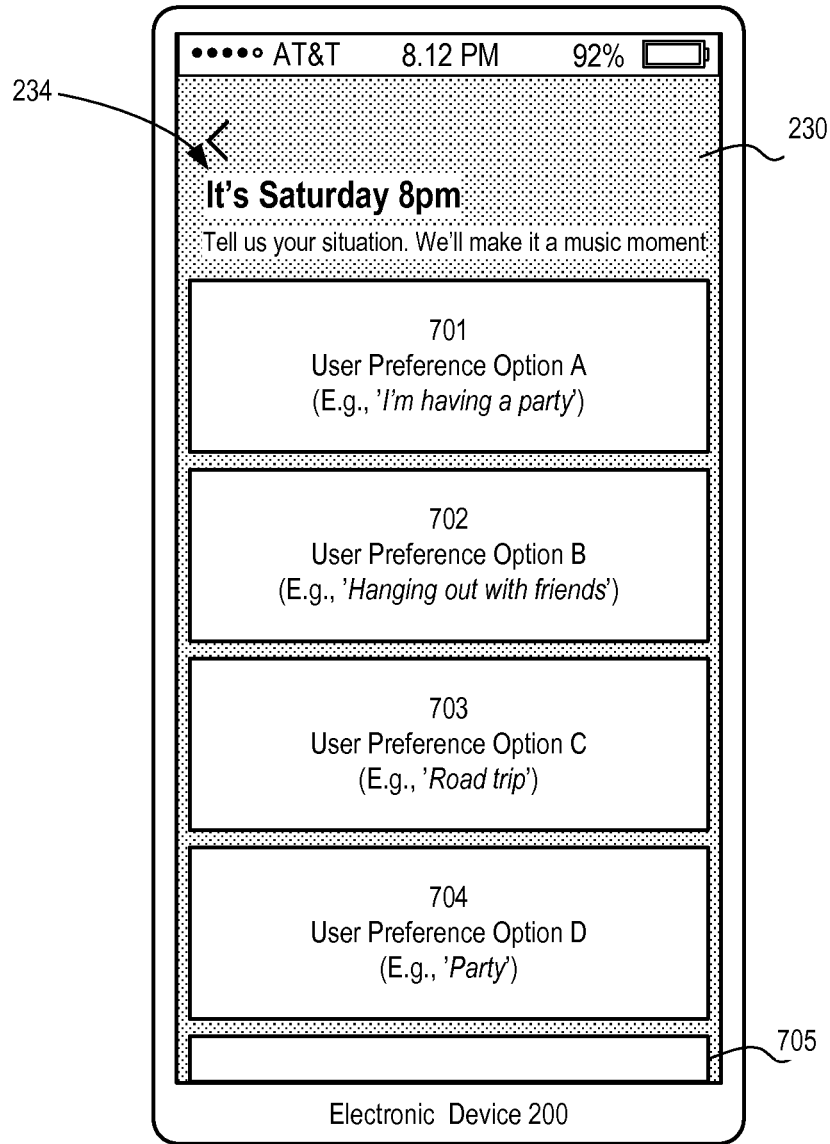 AT&T 8.12 PM 92%
234
230
It's Saturday 8pm
Tell us your situation. We'll make it a music moment
701
User Preference Option A
(E.g., 'I'm having a party')
702
User Preference Option B
(E.g., 'Hanging out with friends')
703
User Preference Option C
(E.g., 'Road trip')
704
User Preference Option D
(E.g., 'Party')
705
Electronic Device 200